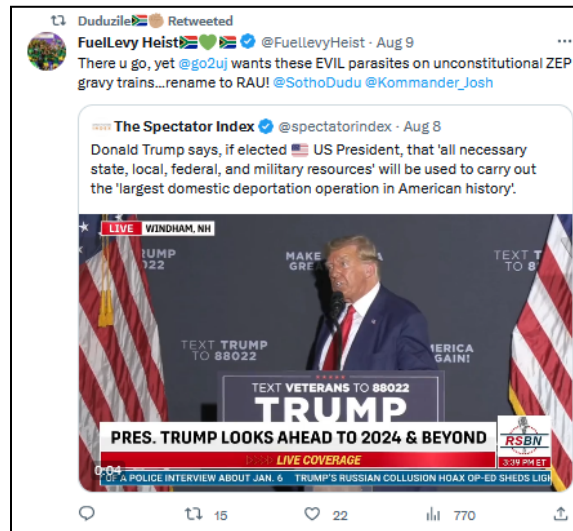 Duduzile Retweeted
FuelLevy Heist @FuellevyHeist · Aug 9
There u go, yet @go2uj wants these EVIL parasites on unconstitutional ZEP
gravy trains...rename to RAU! @SothoDudu @Kommander_Josh
The Spectator Index @spectatorindex · Aug 8
Donald Trump says, if elected US President, that 'all necessary
state, local, federal, and military resources' will be used to carry out
the 'largest domestic deportation operation in American history'.
LIVE WINDHAM, NH
RUMP
8022
MAKE A
GREA
TEXT T
TO 8
TEXT TRUMP
TO 88022
MERICA
GAIN!
TEXT VETERANS TO 88022
TRUMP
PRES. TRUMP LOOKS AHEAD TO 2024 & BEYOND
RSBN
LIVE COVERAGE
3:39 PM ET
0:04
OF A POLICE INTERVIEW ABOUT JAN. 6 TRUMP'S RUSSIAN COLLUSION HOAX OP-ED SHEDS LIGH
15 22 770